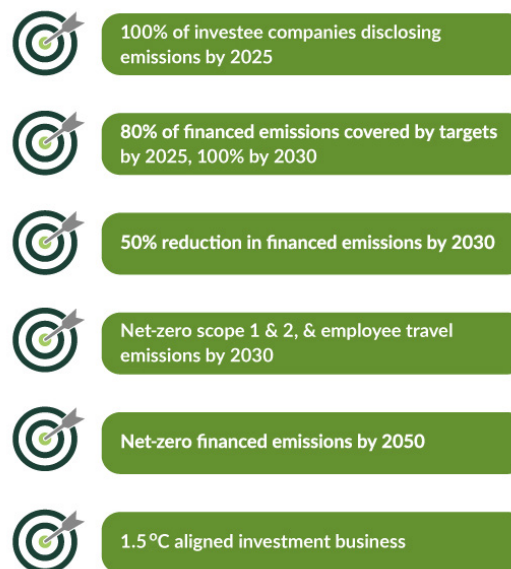 100% of investee companies disclosing
emissions by 2025
80% of financed emissions covered by targets
by 2025, 100% by 2030
50% reduction in financed emissions by 2030
Net-zero scope 1 & 2, & employee travel
emissions by 2030
Net-zero financed emissions by 2050
1.5°C aligned investment business